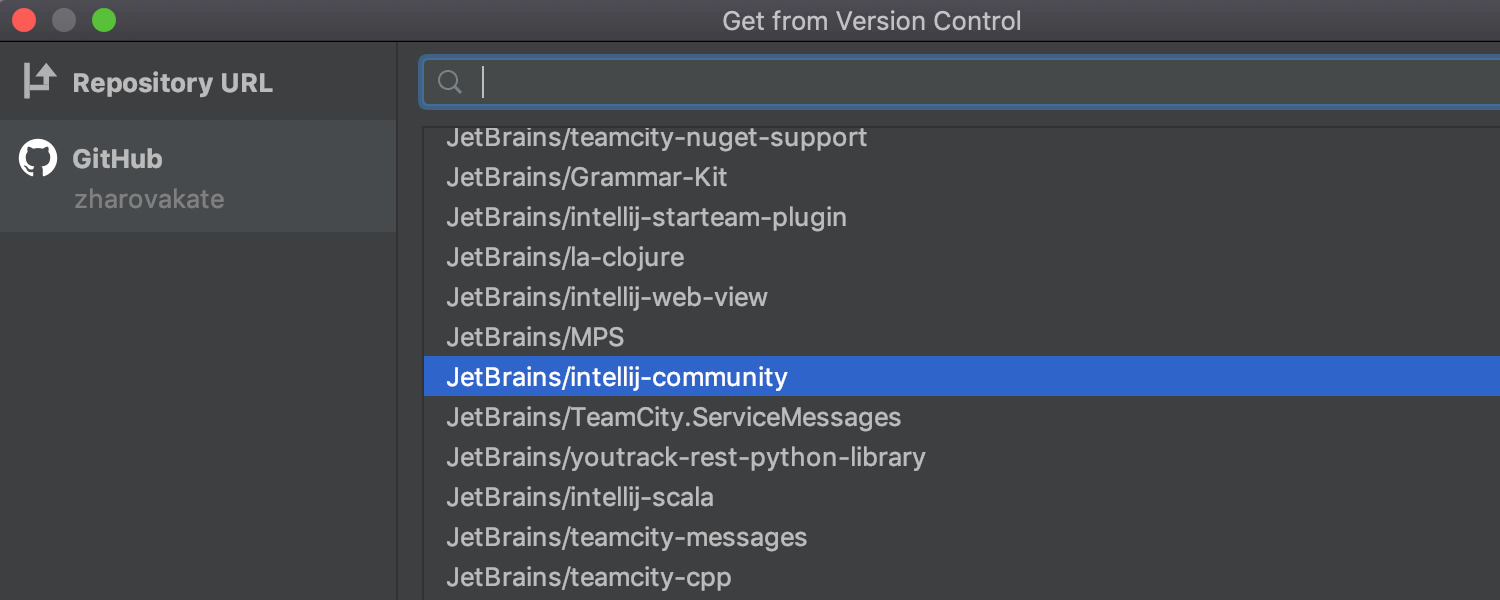 Get from Version Control
Repository URL
GitHub
zharovakate
JetBrains/teamcity-nuget-support
JetBrains/Grammar-Kit
JetBrains/intellij-starteam-plugin
JetBrains/la-clojure
JetBrains/intellij-web-view
JetBrains/MPS
JetBrains/intellij-community
JetBrains/TeamCity.ServiceMessages
JetBrains/youtrack-rest-python-library
JetBrains/intellij-scala
JetBrains/teamcity-messages
JetBrains/teamcity-cpp